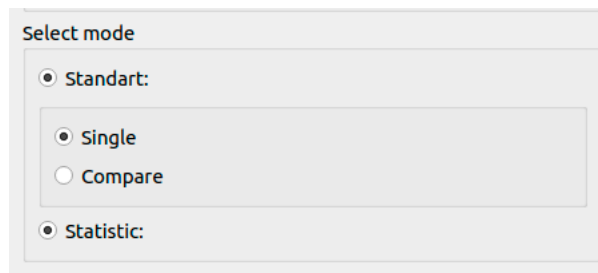 Select mode
Standart:
Single
Compare
Statistic: